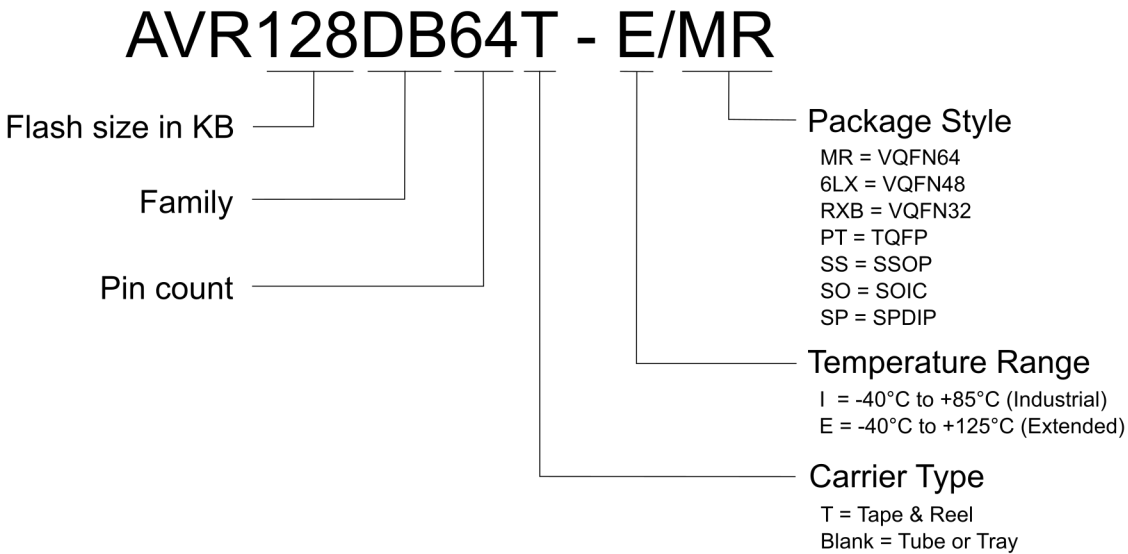 AVR128DB64T - E/MR
Flash size in KB
Family
Pin count
Package Style
MR = VQFN64
6LX = VQFN48
RXB = VQFN32
PT = TQFP
SS = SSOP
SO = SOIC
SP = SPDIP
Temperature Range
I = -40°C to +85°C (Industrial)
E = -40°C to +125°C (Extended)
Carrier Type
T = Tape & Reel
Blank = Tube or Tray